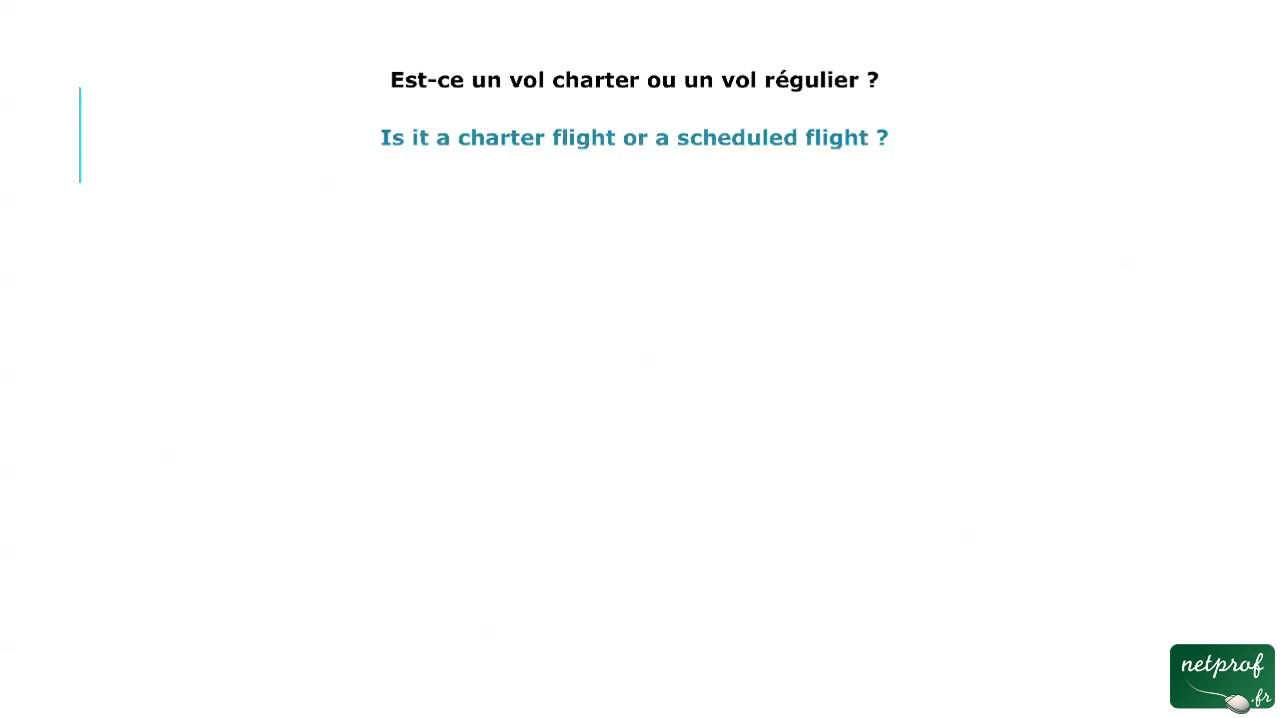 Est-ce un vol charter ou un vol régulier ?
Is it a charter flight or a scheduled flight ?
netprof
.fr